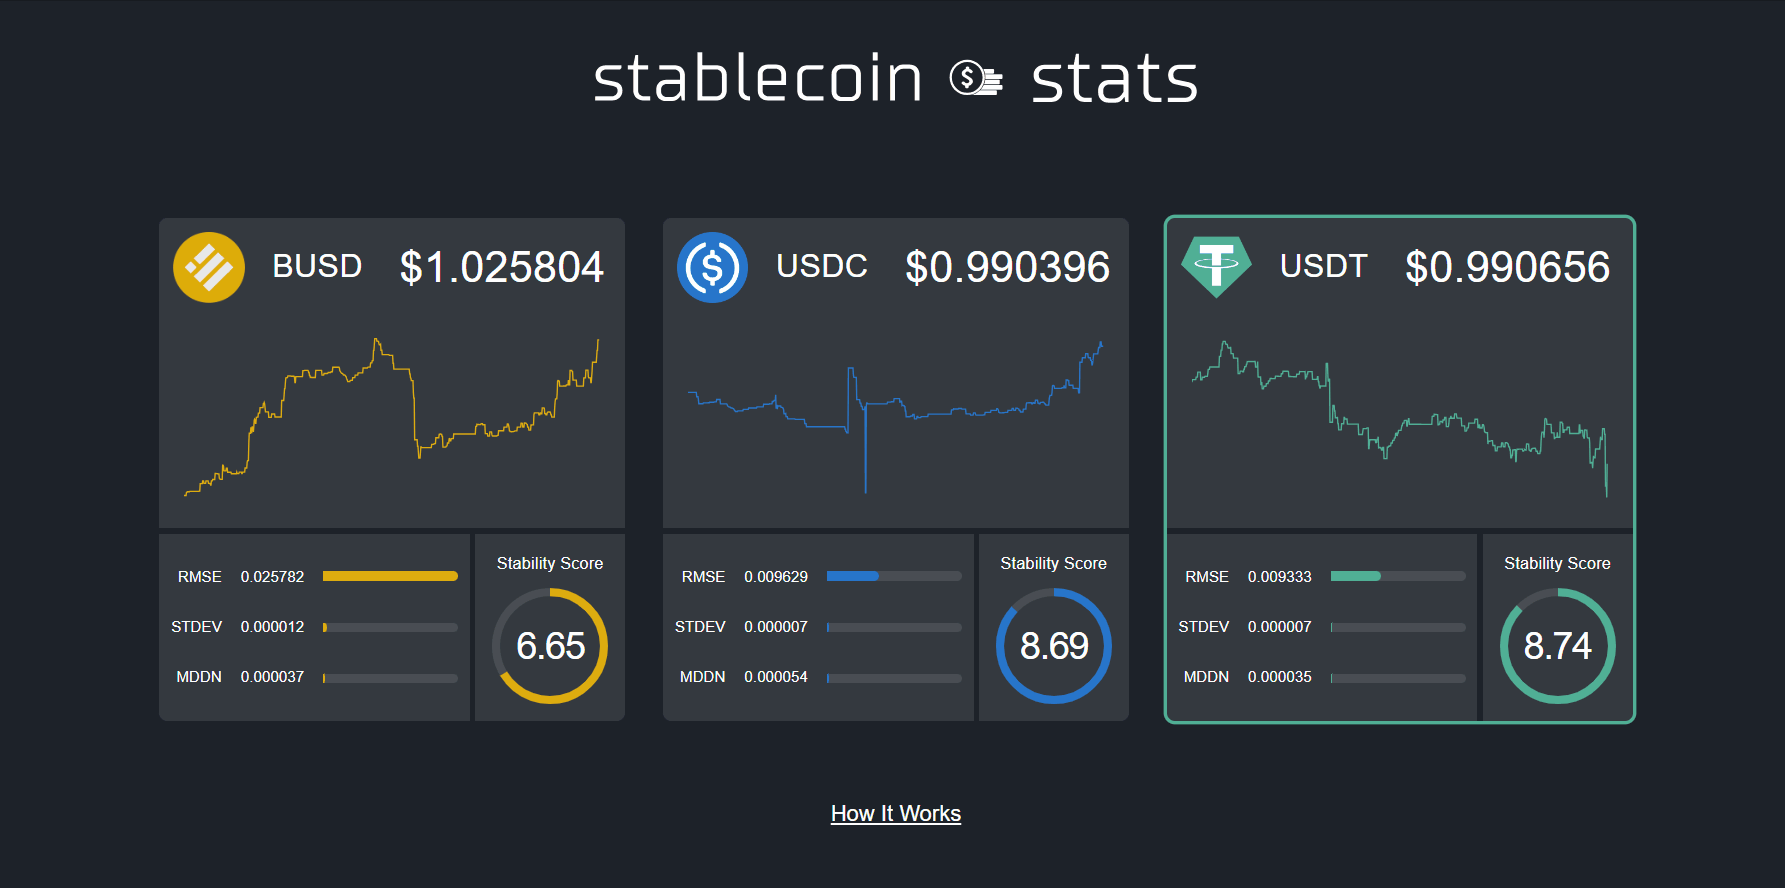 stablecoin stats
BUSD $1.025804
RMSE 0.025782
STDEV 0.000012
MDDN 0.000037
Stability Score
6.65
USDC $0.990396
RMSE 0.009629
STDEV 0.000007
MDDN 0.000054
Stability Score
8.69
USDT $0.990656
RMSE 0.009333
STDEV 0.000007
MDDN 0.000035
Stability Score
8.74
How It Works